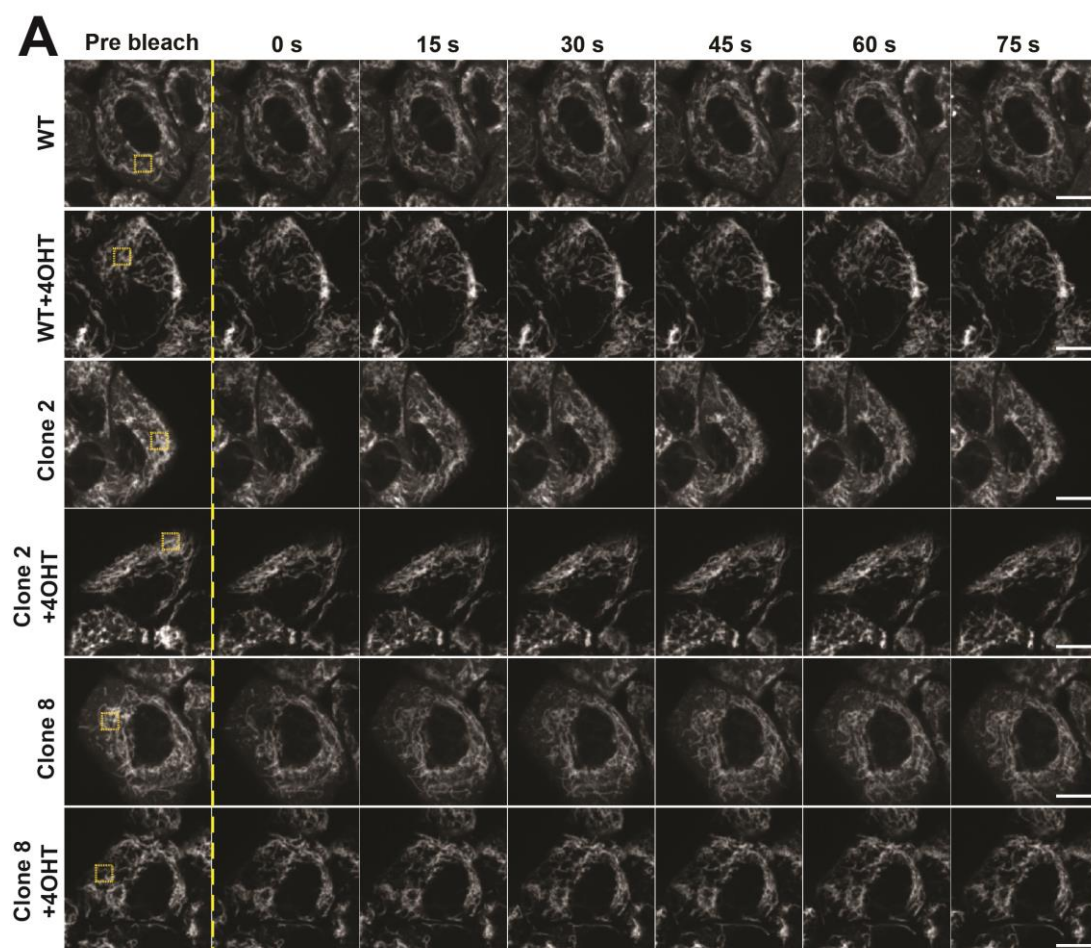 A
Pre bleach 0 s 15 s 30 s 45 s 60 s 75 s
WT
WT+4OHT
Clone 2
Clone 2
+4OHT
Clone 8
Clone 8
+4OHT